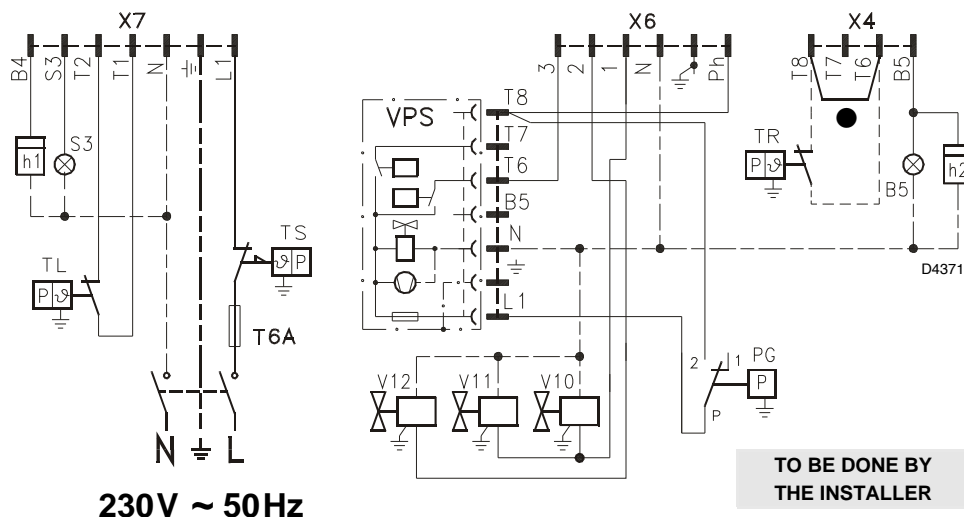 X7
B4 S3 T2 T1 N L1
h1 S3
TL
P ϑ
TS
ϑ P
T6A
N L
230V ~ 50Hz
X6
3 2 1 N Ph
VPS
T8
T7
T6
B5
N
L1
V12 V11 V10
2 1 PG
P
P
X4
T8 T7 T6 B5
TR
P ϑ
B5
h2
D4371
TO BE DONE BY
THE INSTALLER